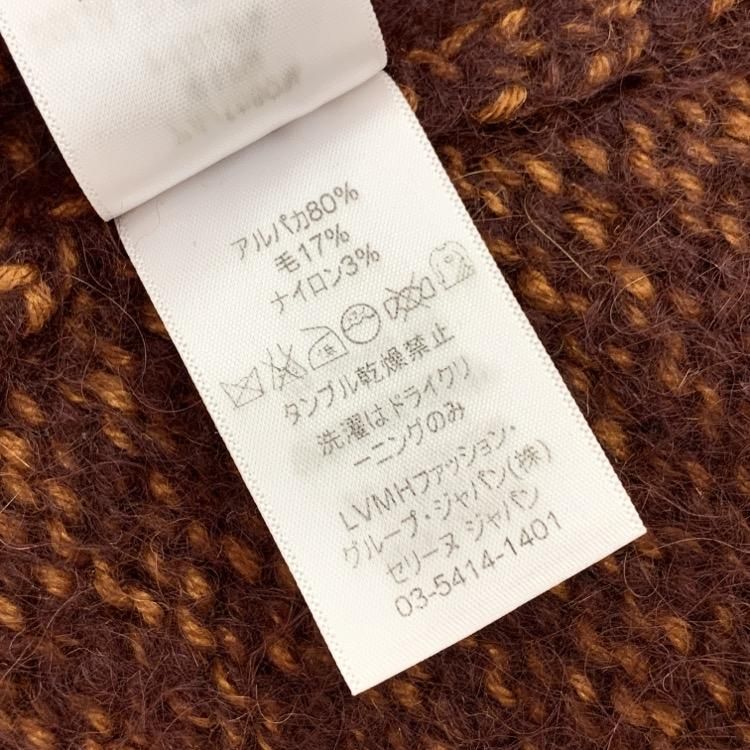 アルパカ80%
毛17%
ナイロン3%
タンブル乾燥禁止
洗濯はドライクリ
ーニングのみ
LVMHファッション・
グループ・ジャパン(株)
セリーヌ ジャパン
03-5414-1401